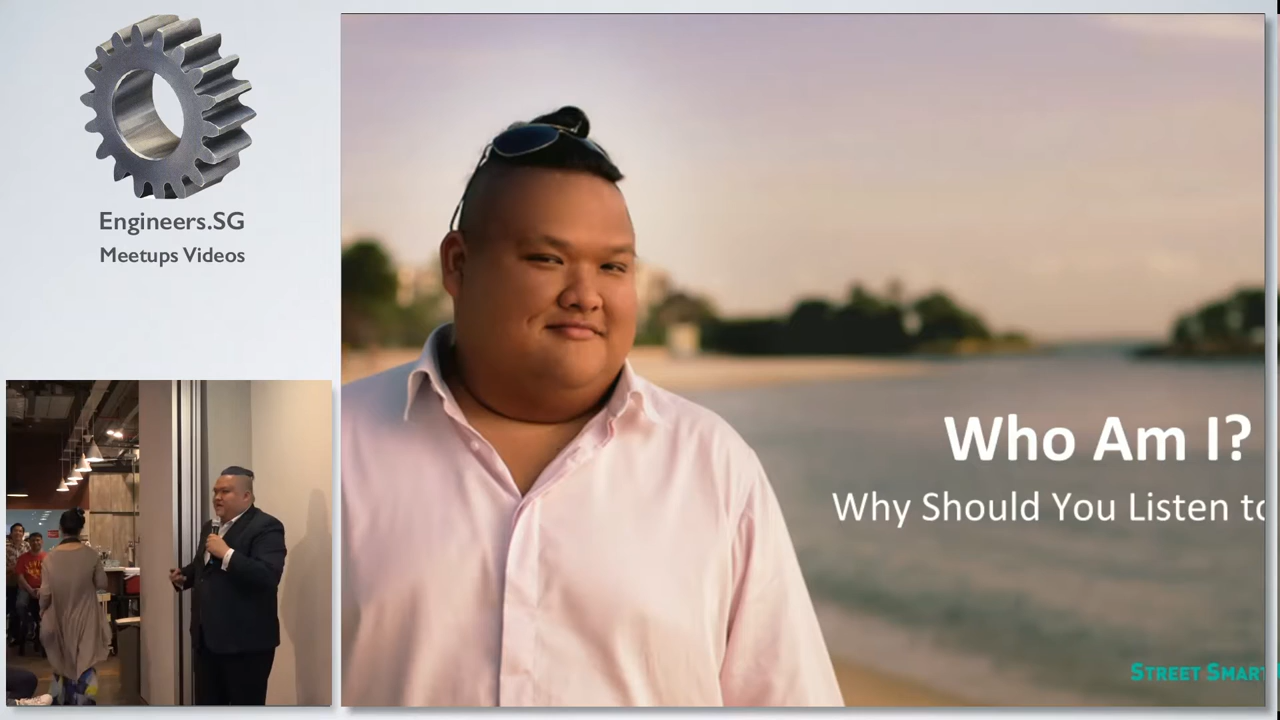 Engineers.SG
Meetups Videos
Who Am I?
Why Should You Listen to
STREET SMART